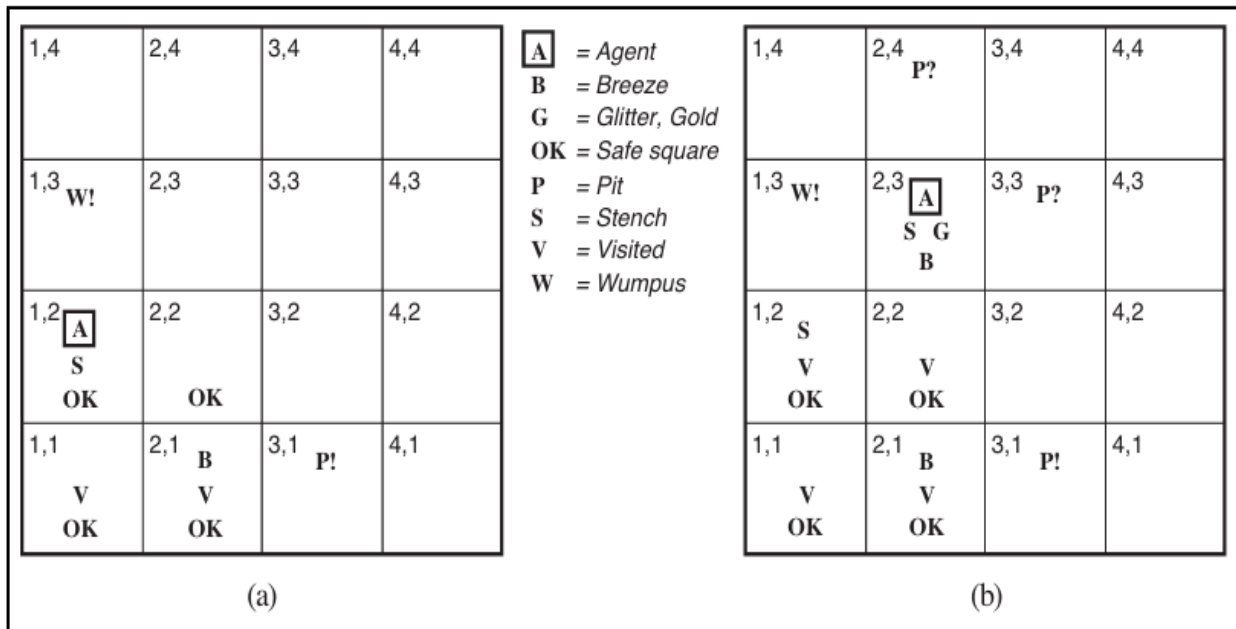 1,4 2,4 3,4 4,4
1,3 W! 2,3 3,3 4,3
1,2 A 2,2 3,2 4,2
S
OK OK
1,1 2,1 B 3,1 P! 4,1
V V
OK OK
(a)
A = Agent
B = Breeze
G = Glitter, Gold
OK = Safe square
P = Pit
S = Stench
V = Visited
W = Wumpus
1,4 2,4 P? 3,4 4,4
1,3 W! 2,3 A 3,3 P? 4,3
S G
B
1,2 S 2,2 3,2 4,2
V V
OK OK
1,1 2,1 B 3,1 P! 4,1
V V
OK OK
(b)